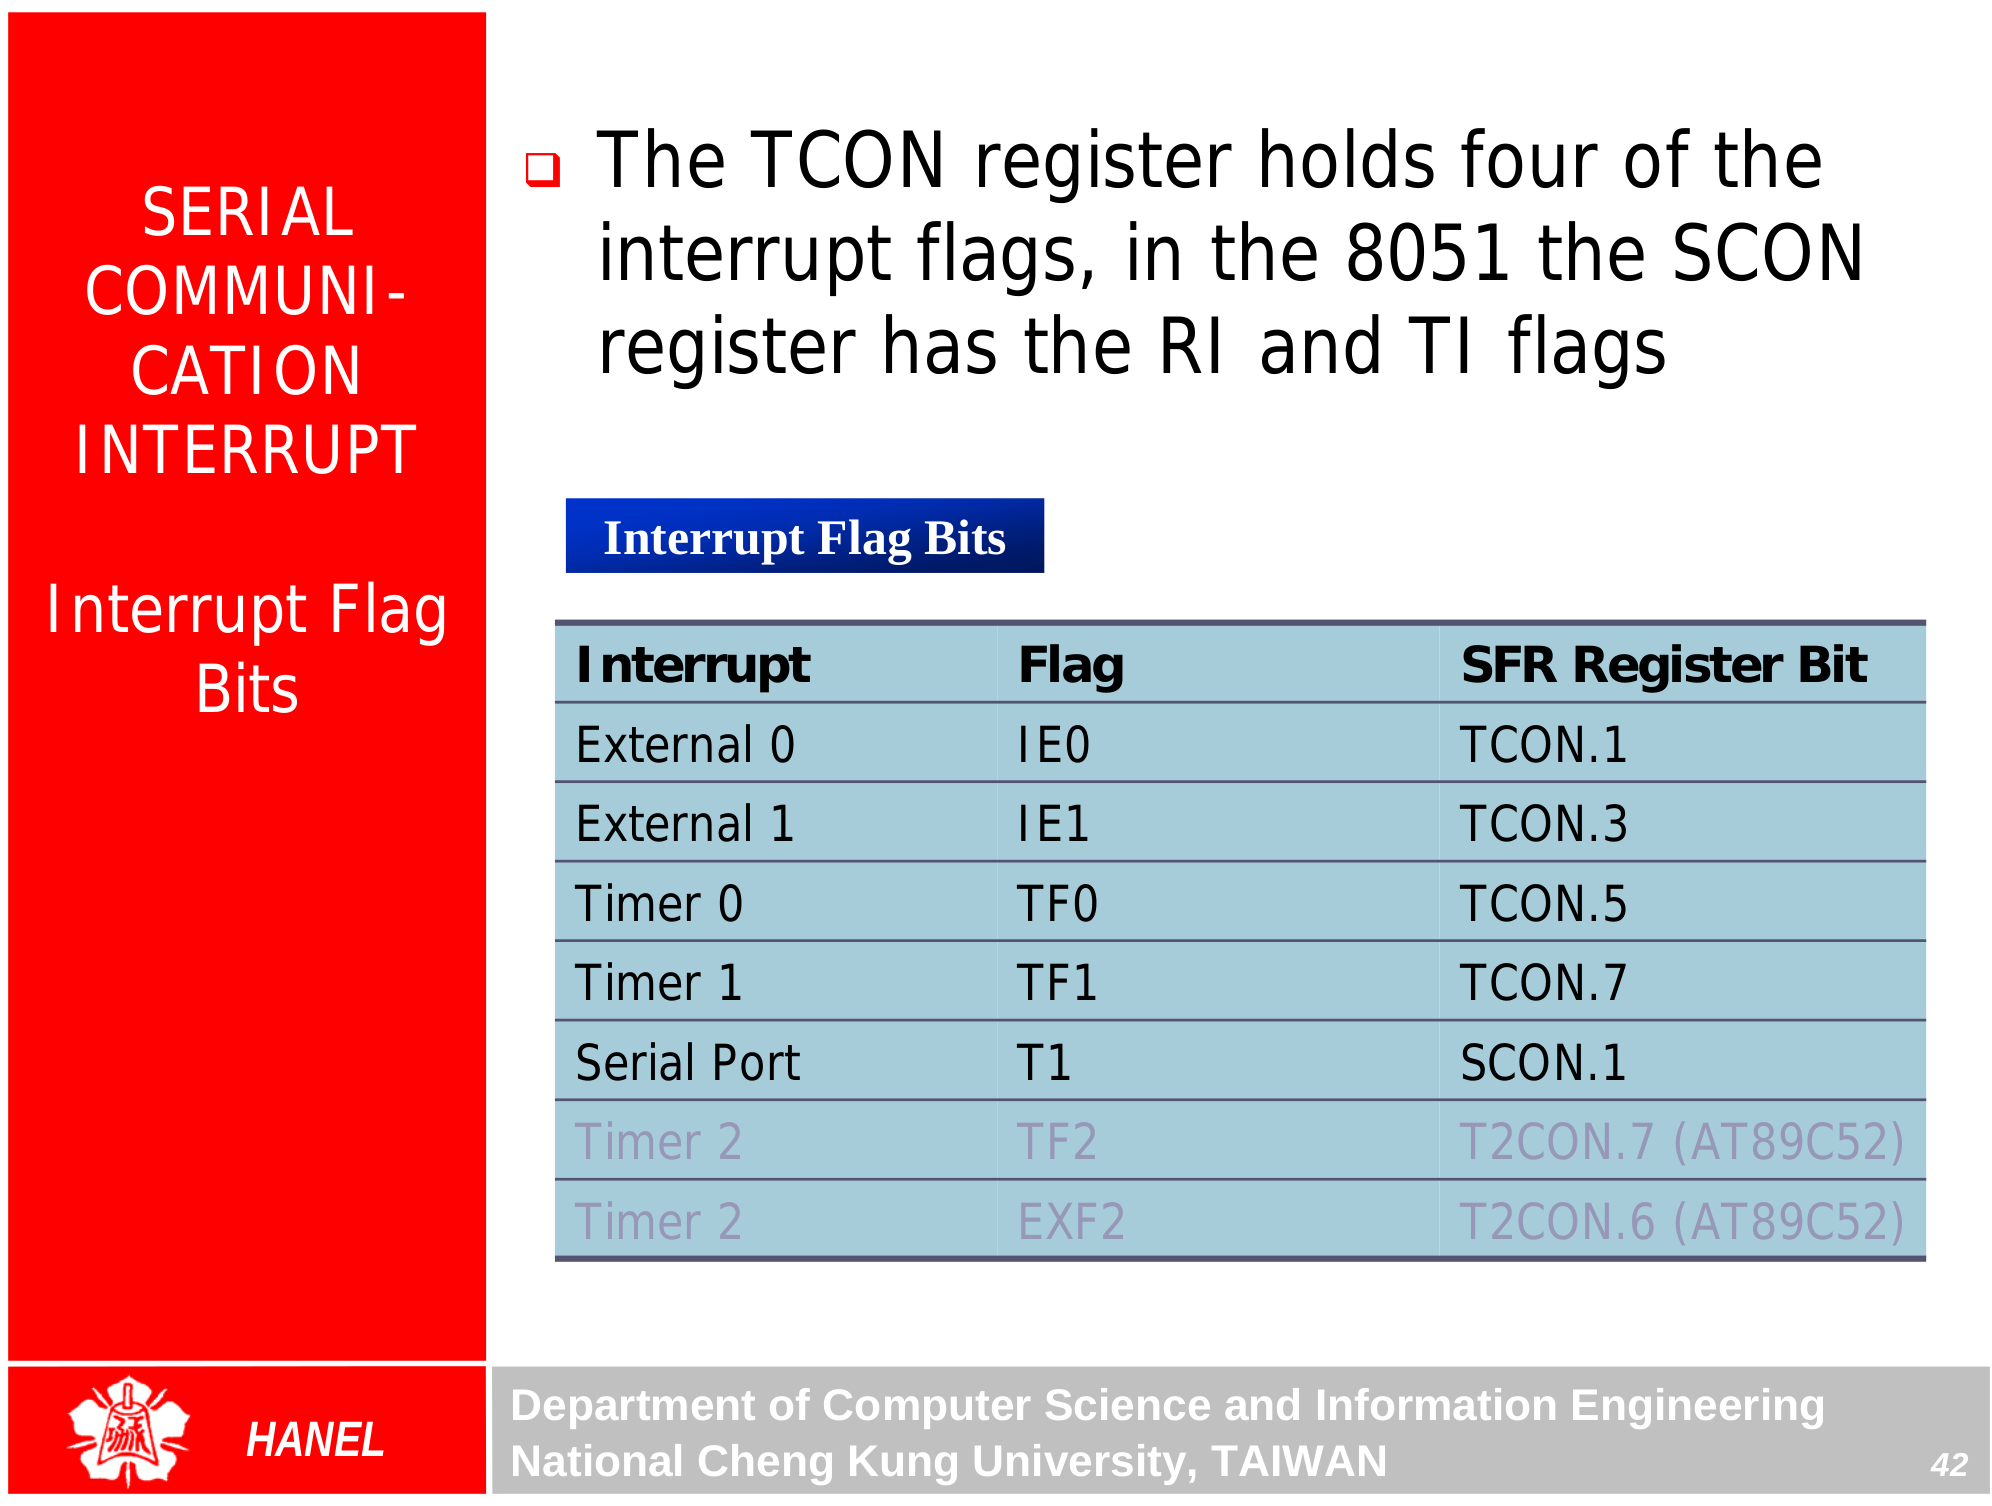 SERIAL
COMMUNI-
CATION
INTERRUPT
Interrupt Flag
Bits
❑ The TCON register holds four of the
interrupt flags, in the 8051 the SCON
register has the RI and TI flags
Interrupt Flag Bits
Interrupt Flag SFR Register Bit
External 0 IE0 TCON.1
External 1 IE1 TCON.3
Timer 0 TF0 TCON.5
Timer 1 TF1 TCON.7
Serial Port T1 SCON.1
Timer 2 TF2 T2CON.7 (AT89C52)
Timer 2 EXF2 T2CON.6 (AT89C52)
HANEL
Department of Computer Science and Information Engineering
National Cheng Kung University, TAIWAN
42